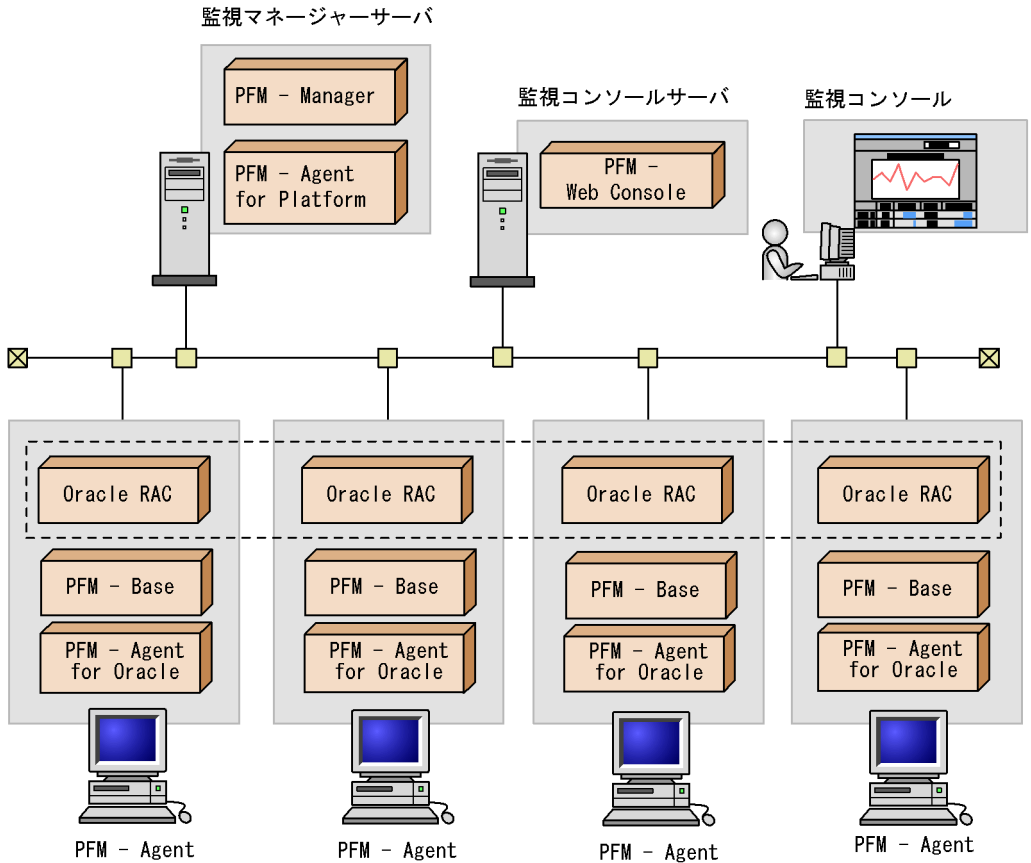 監視マネージャーサーバ
PFM - Manager
PFM - Agent
for Platform
監視コンソールサーバ
PFM -
Web Console
監視コンソール
Oracle RAC
Oracle RAC
Oracle RAC
Oracle RAC
PFM - Base
PFM - Base
PFM - Base
PFM - Base
PFM - Agent
for Oracle
PFM - Agent
for Oracle
PFM - Agent
for Oracle
PFM - Agent
for Oracle
PFM - Agent
PFM - Agent
PFM - Agent
PFM - Agent